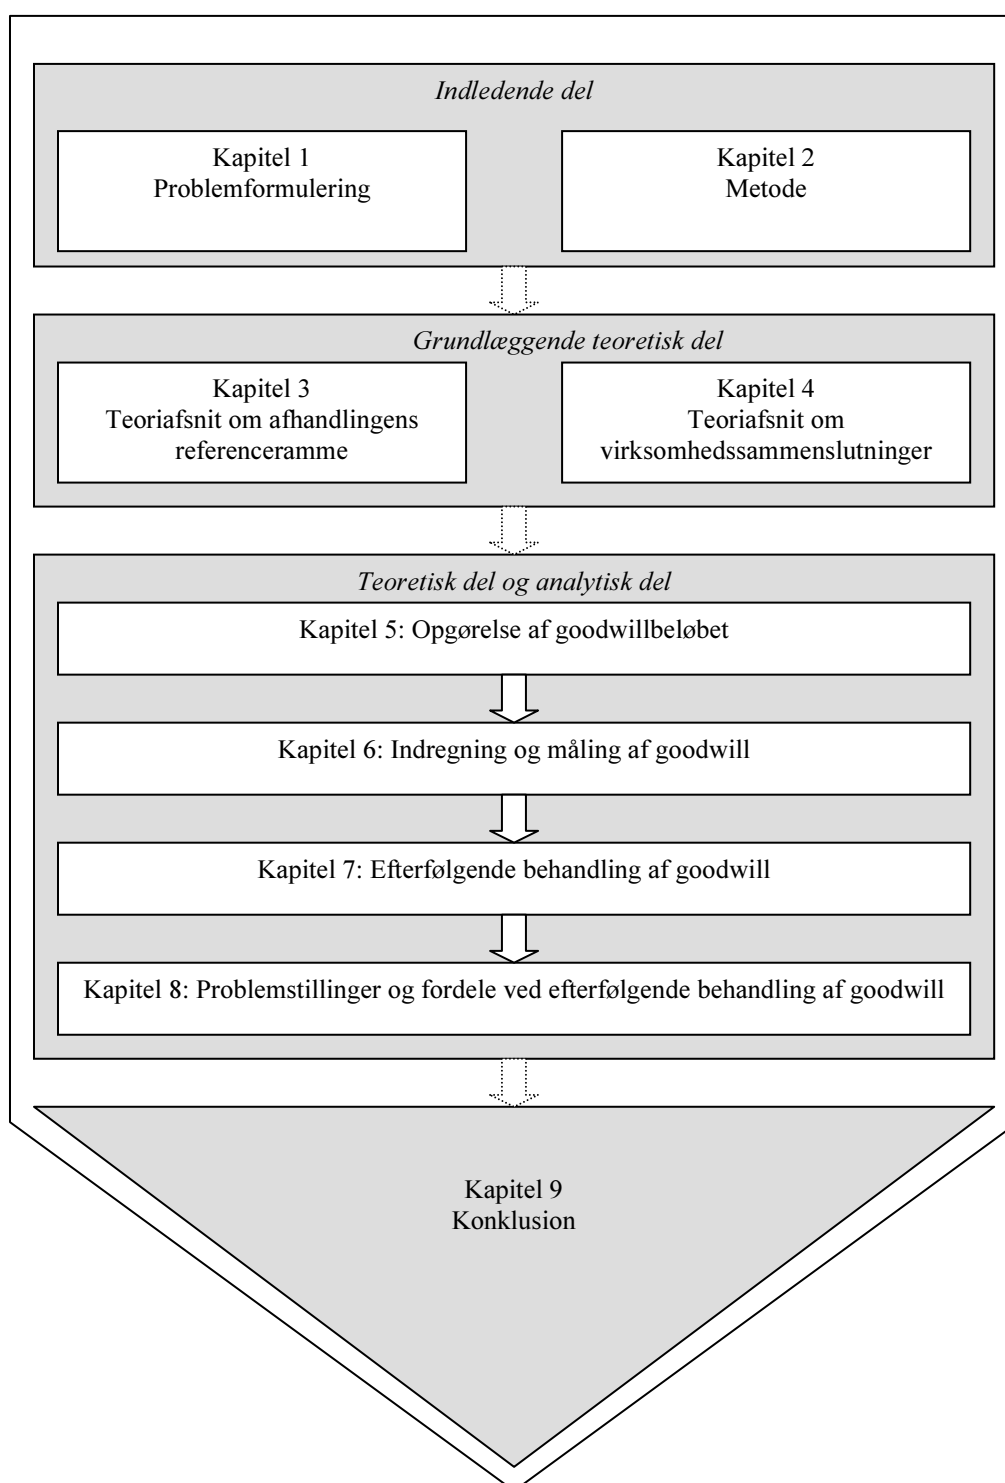 Indledende del
Kapitel 1
Problemformulering
Kapitel 2
Metode
Grundlæggende teoretisk del
Kapitel 3
Teoriafsnit om afhandlingens
referenceramme
Kapitel 4
Teoriafsnit om
virksomhedssammenslutninger
Teoretisk del og analytisk del
Kapitel 5: Opgørelse af goodwillbeløbet
Kapitel 6: Indregning og måling af goodwill
Kapitel 7: Efterfølgende behandling af goodwill
Kapitel 8: Problemstillinger og fordele ved efterfølgende behandling af goodwill
Kapitel 9
Konklusion